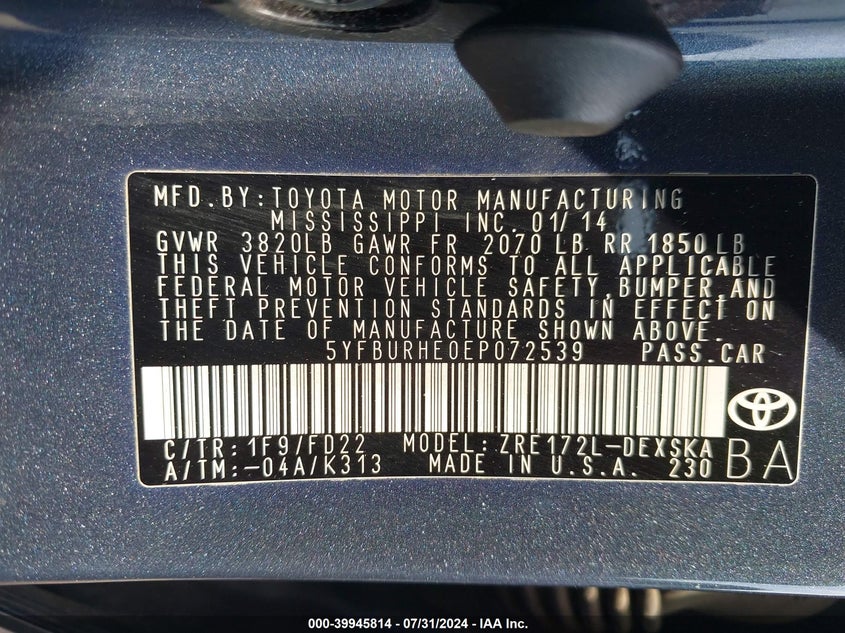 MFD.BY:TOYOTA MOTOR MANUFACTURING
MISSISSIPPI INC. 01/14
GVWR 3820LB GAWR FR 2070 LB RR 1850 LB
THIS VEHICLE CONFORMS TO ALL APPLICABLE
FEDERAL MOTOR VEHICLE SAFETY,BUMPER,AND
THEFT PREVENTION STANDARDS IN EFFECT ON
THE DATE OF MANUFACTURE SHOWN ABOVE.
5YFBURHE0EP072539 PASS.CAR
C/TR:1F9/FD22 MODEL:ZRE172L-DEXSKA
A/TM:-04A/K313 MADE IN U.S.A. 230 BA
000-39945814 - 07/31/2024 - IAA Inc.